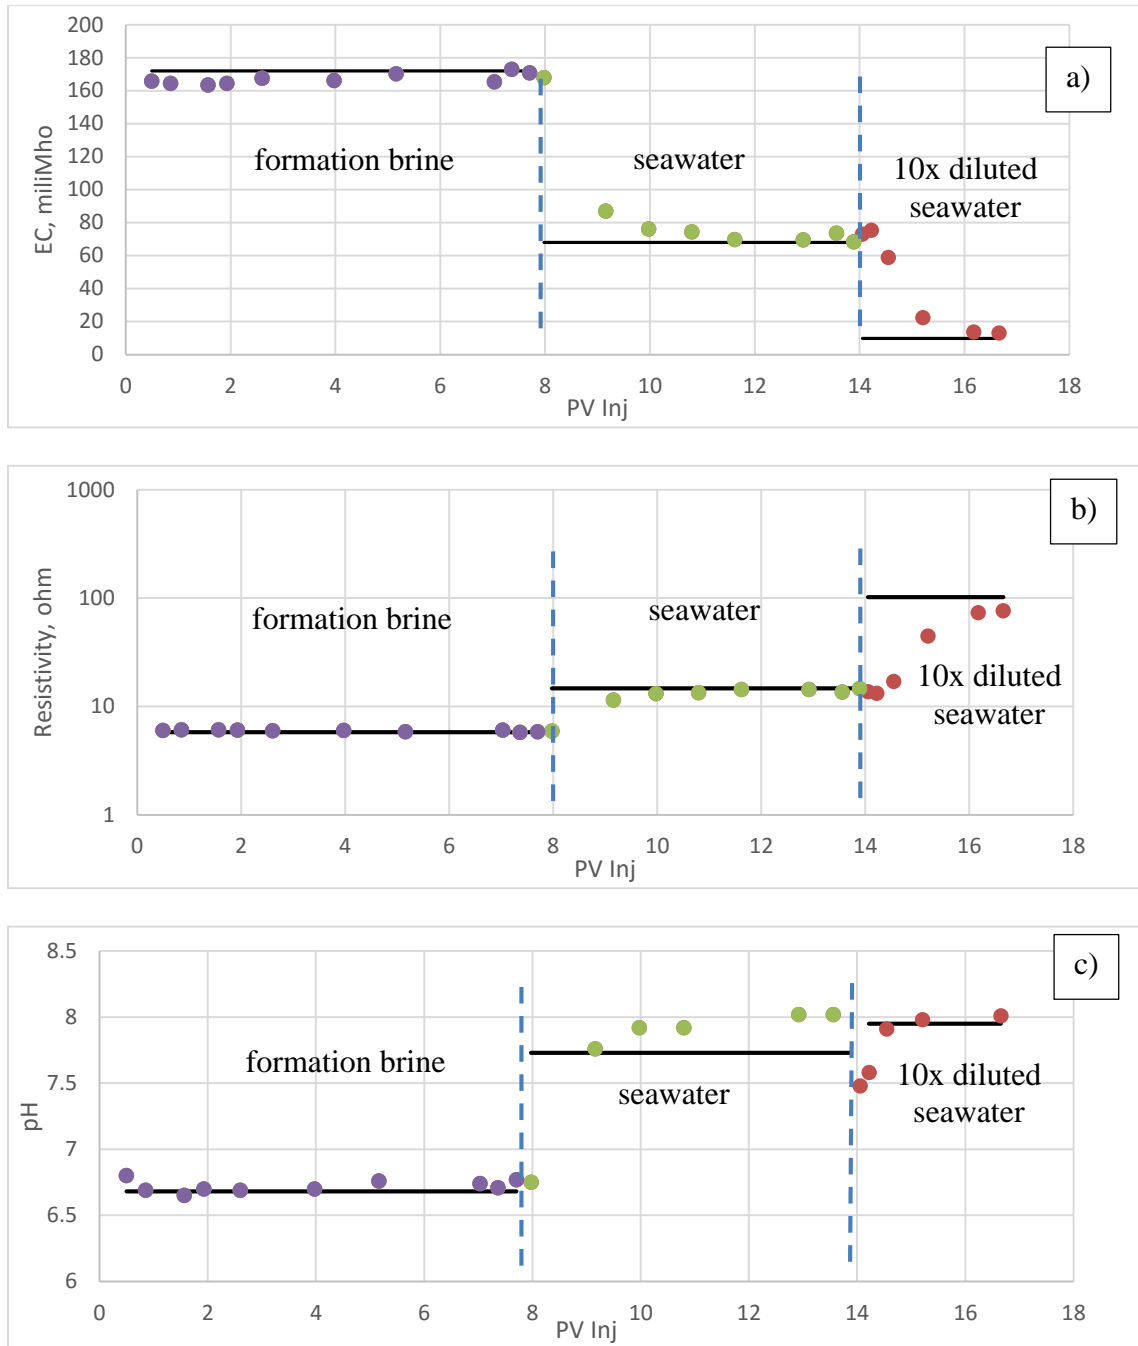 200
180
160
140
120
100
80
60
40
20
0
EC, miliMho
a)
formation brine
seawater
10x diluted
seawater
0 2 4 6 8 10 12 14 16 18
PV Inj
1000
100
10
1
Resistivity, ohm
b)
formation brine
seawater
10x diluted
seawater
0 2 4 6 8 10 12 14 16 18
PV Inj
8.5
8
7.5
7
6.5
6
pH
c)
formation brine
seawater
10x diluted
seawater
0 2 4 6 8 10 12 14 16 18
PV Inj